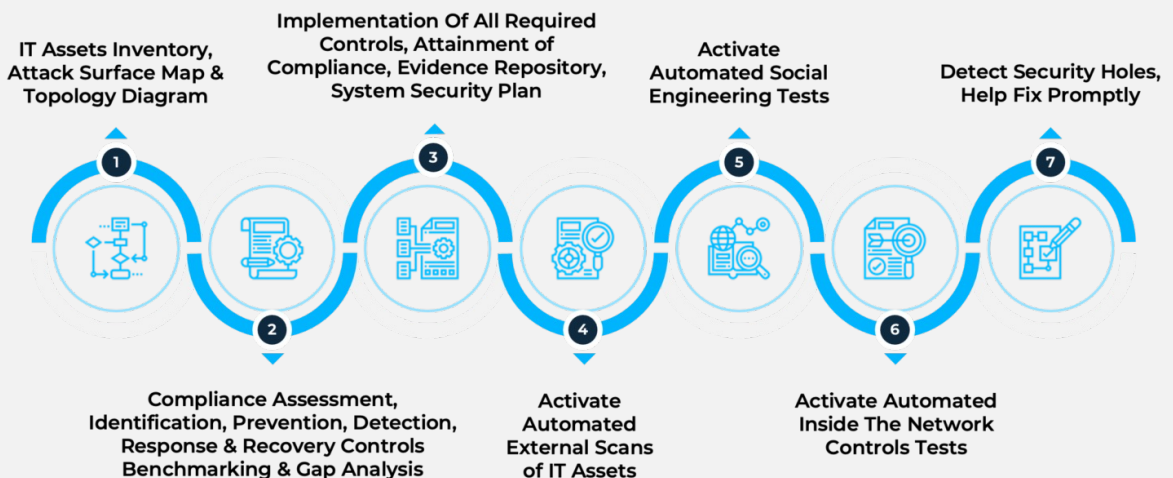 IT Assets Inventory,
Attack Surface Map &
Topology Diagram
1
2
Compliance Assessment,
Identification, Prevention, Detection,
Response & Recovery Controls
Benchmarking & Gap Analysis
Implementation Of All Required
Controls, Attainment of
Compliance, Evidence Repository,
System Security Plan
3
4
Activate
Automated
External Scans
of IT Assets
Activate
Automated Social
Engineering Tests
5
6
Activate Automated
Inside The Network
Controls Tests
Detect Security Holes,
Help Fix Promptly
7